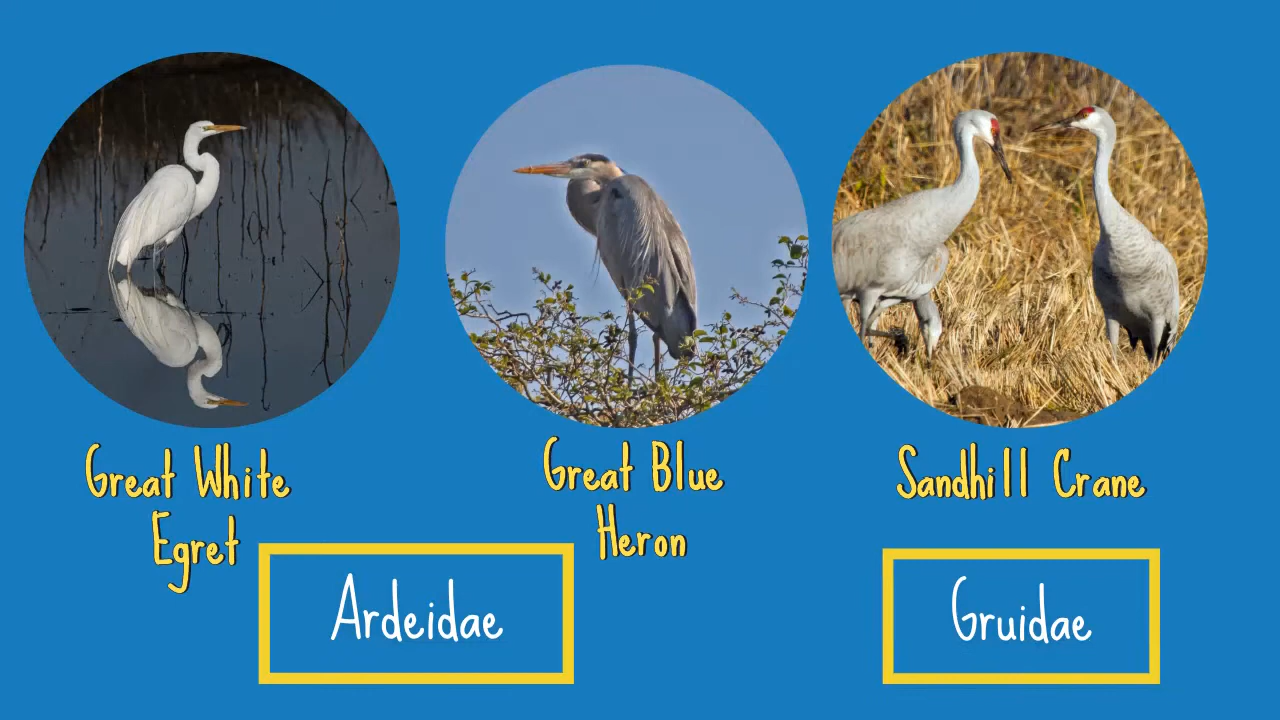 Great White
Egret
Great Blue
Heron
Sandhill Crane
Ardeidae
Gruidae